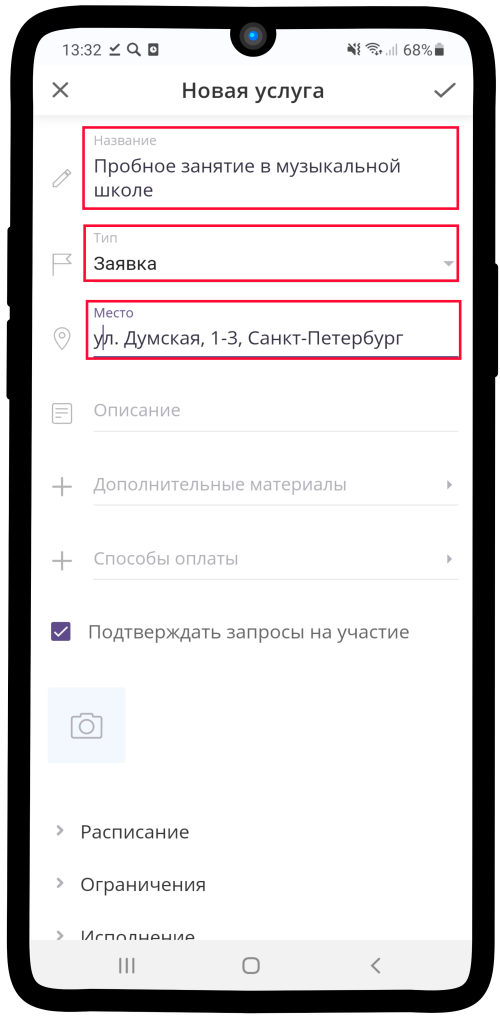 13:32
68%
Новая услуга
Название
Пробное занятие в музыкальной
школе
Тип
Заявка
Место
ул. Думская, 1-3, Санкт-Петербург
Описание
Дополнительные материалы
Способы оплаты
Подтверждать запросы на участие
Расписание
Ограничения
Исполнение